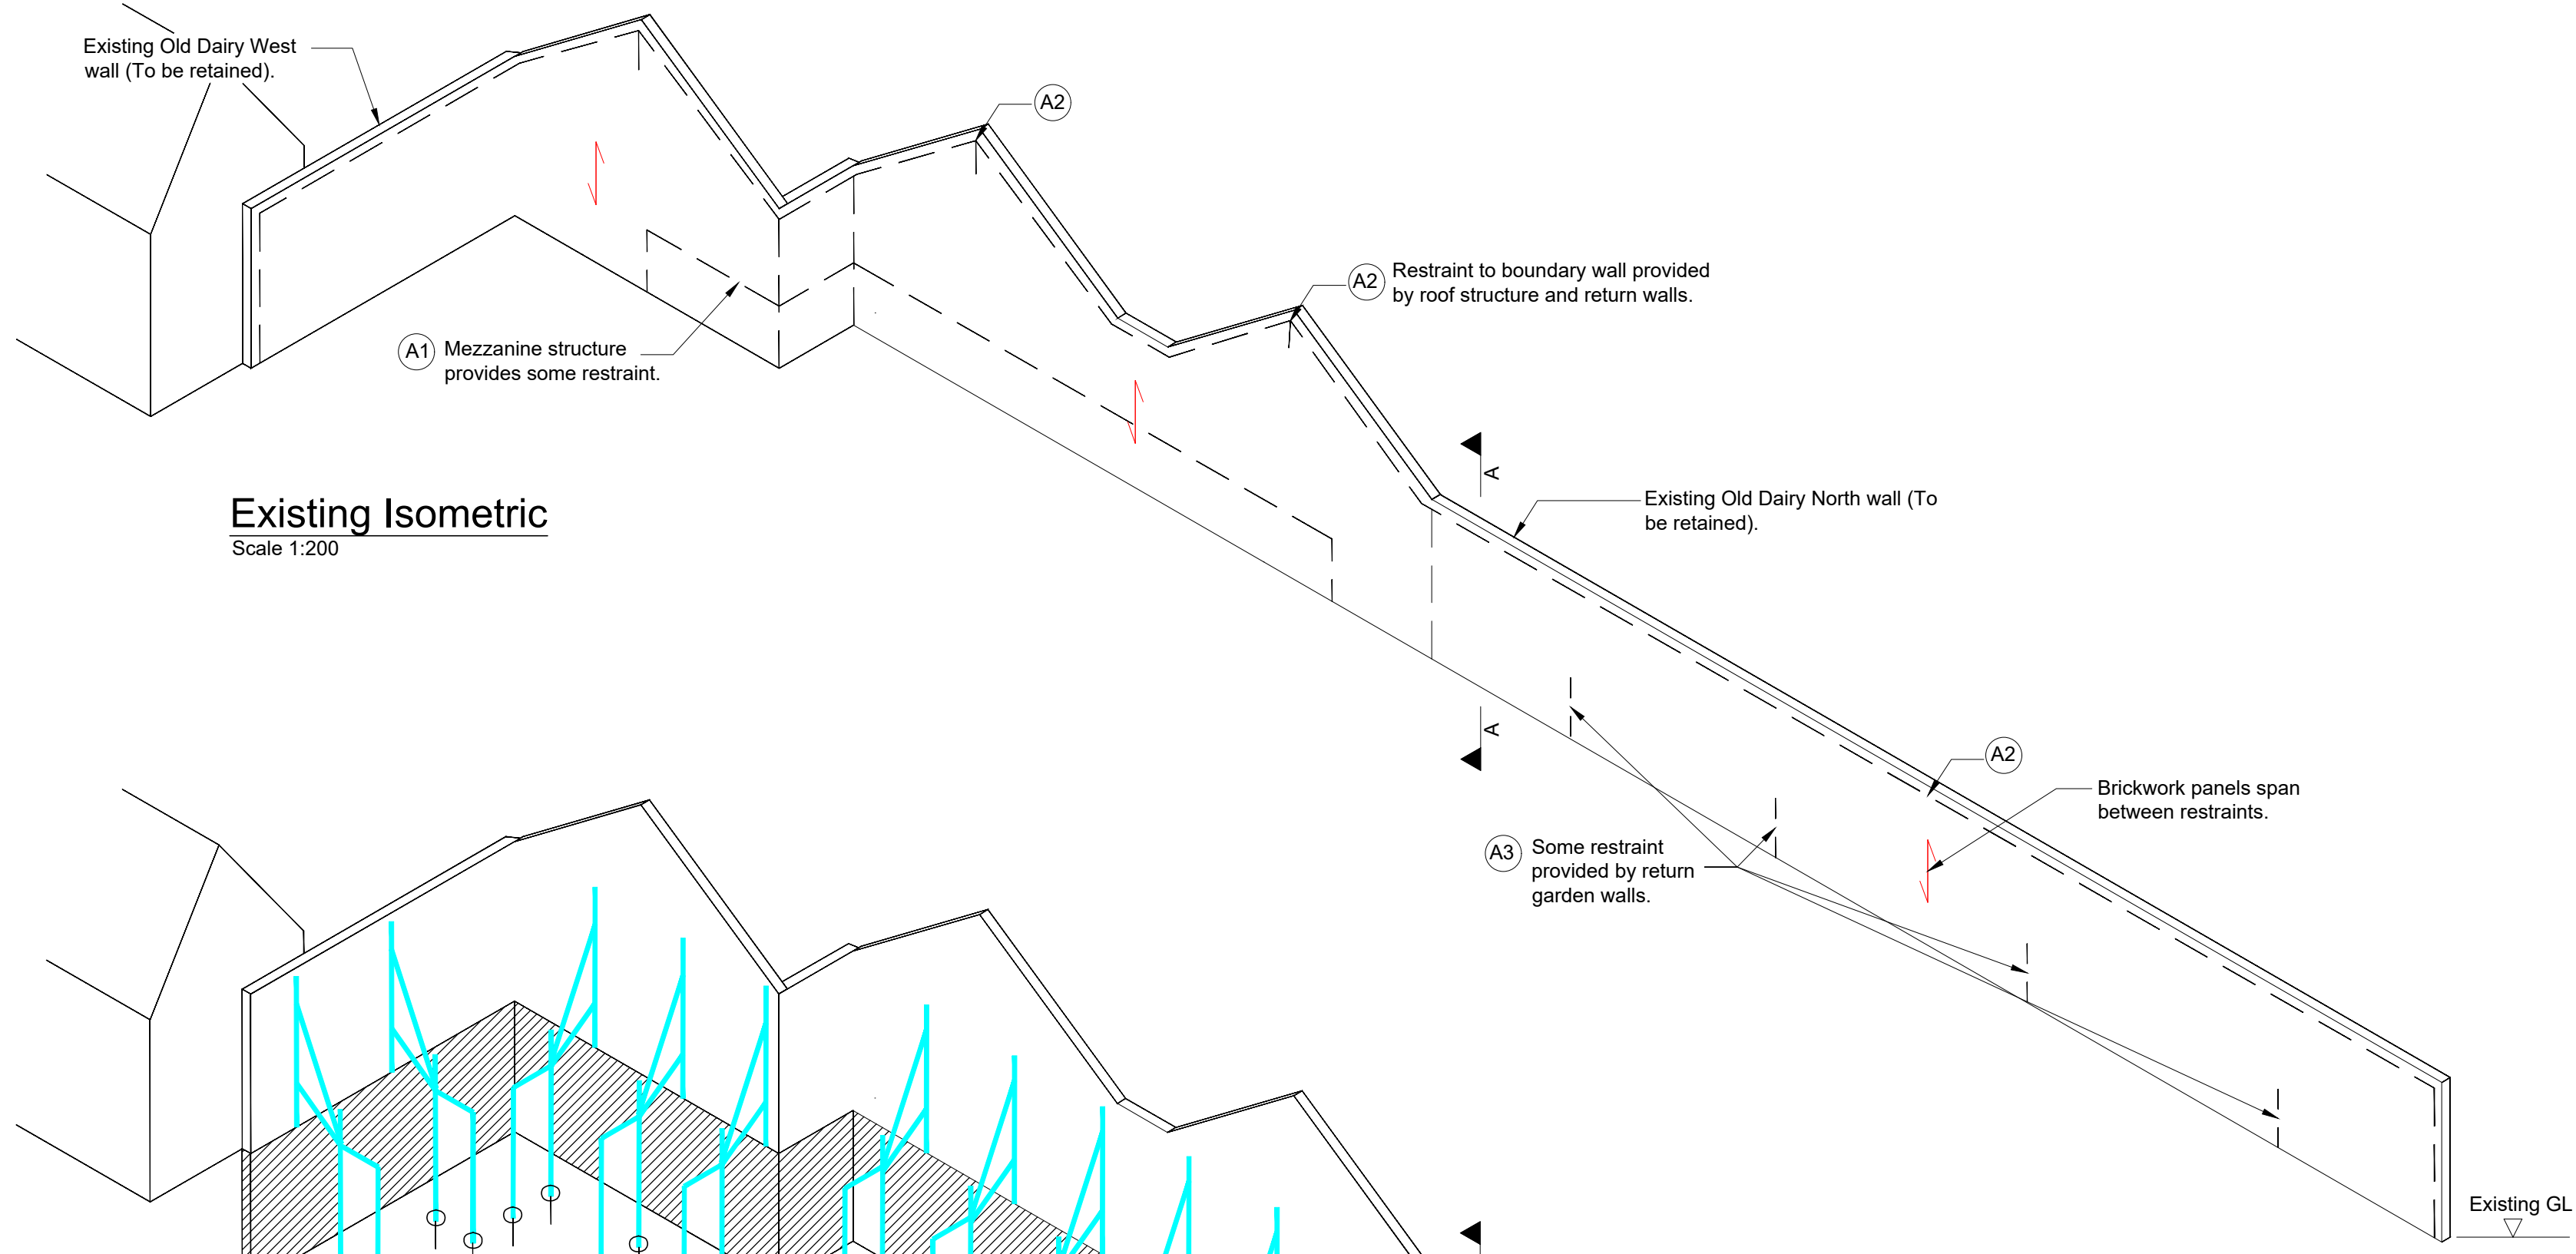 Existing Old Dairy West
wall (To be retained).
A2
A2
Restraint to boundary wall provided
by roof structure and return walls.
A1
Mezzanine structure
provides some restraint.
A
Existing Isometric
Scale 1:200
Existing Old Dairy North wall (To
be retained).
A
A2
Brickwork panels span
between restraints.
A3
Some restraint
provided by return
garden walls.
Existing GL